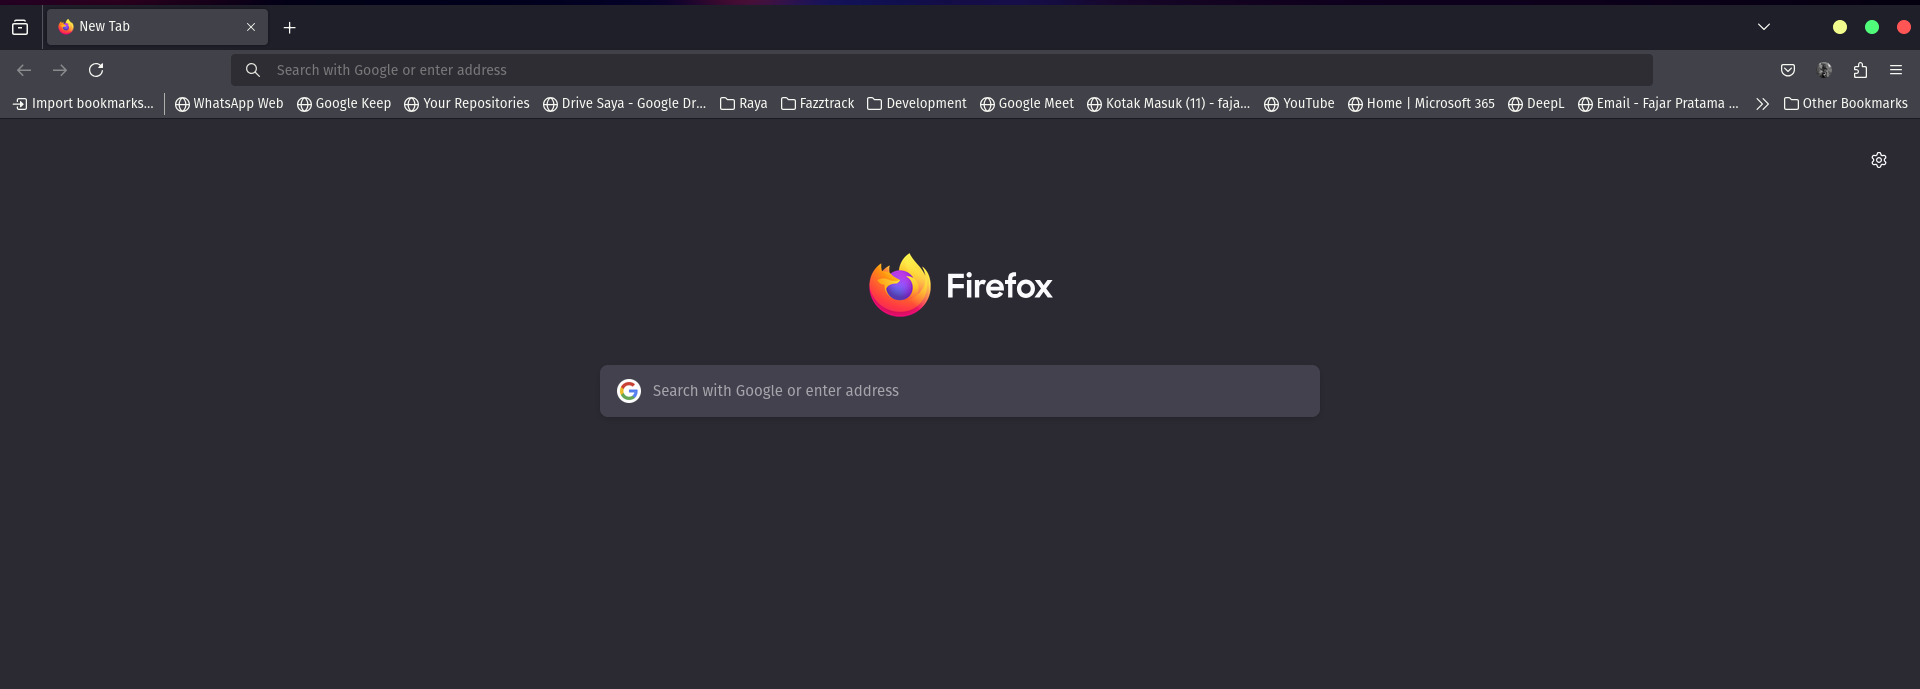 New Tab
Search with Google or enter address
Import bookmarks... WhatsApp Web Google Keep Your Repositories Drive Saya - Google Dr... Raya Fazztrack Development Google Meet Kotak Masuk (11) - faja... YouTube Home | Microsoft 365 DeepL Email - Fajar Pratama ... Other Bookmarks
Firefox
Search with Google or enter address